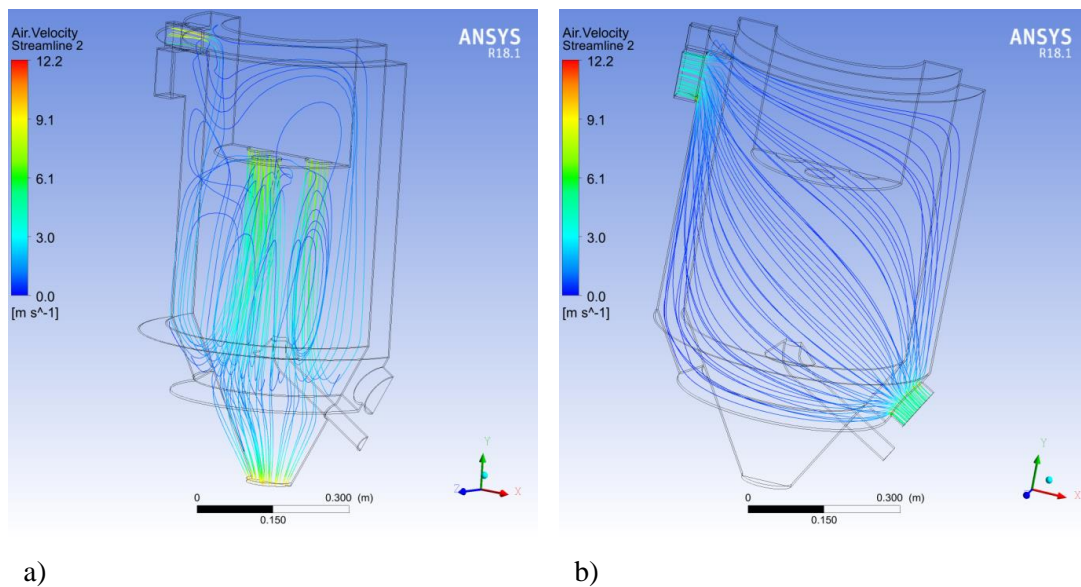 Air.Velocity
Streamline 2
12.2
9.1
6.1
3.0
0.0
[m s^-1]
ANSYS
R18.1
0
0.300 (m)
0.150
Y
Z
X
a)
Air.Velocity
Streamline 2
12.2
9.1
6.1
3.0
0.0
[m s^-1]
ANSYS
R18.1
0
0.300 (m)
0.150
Y
X
b)